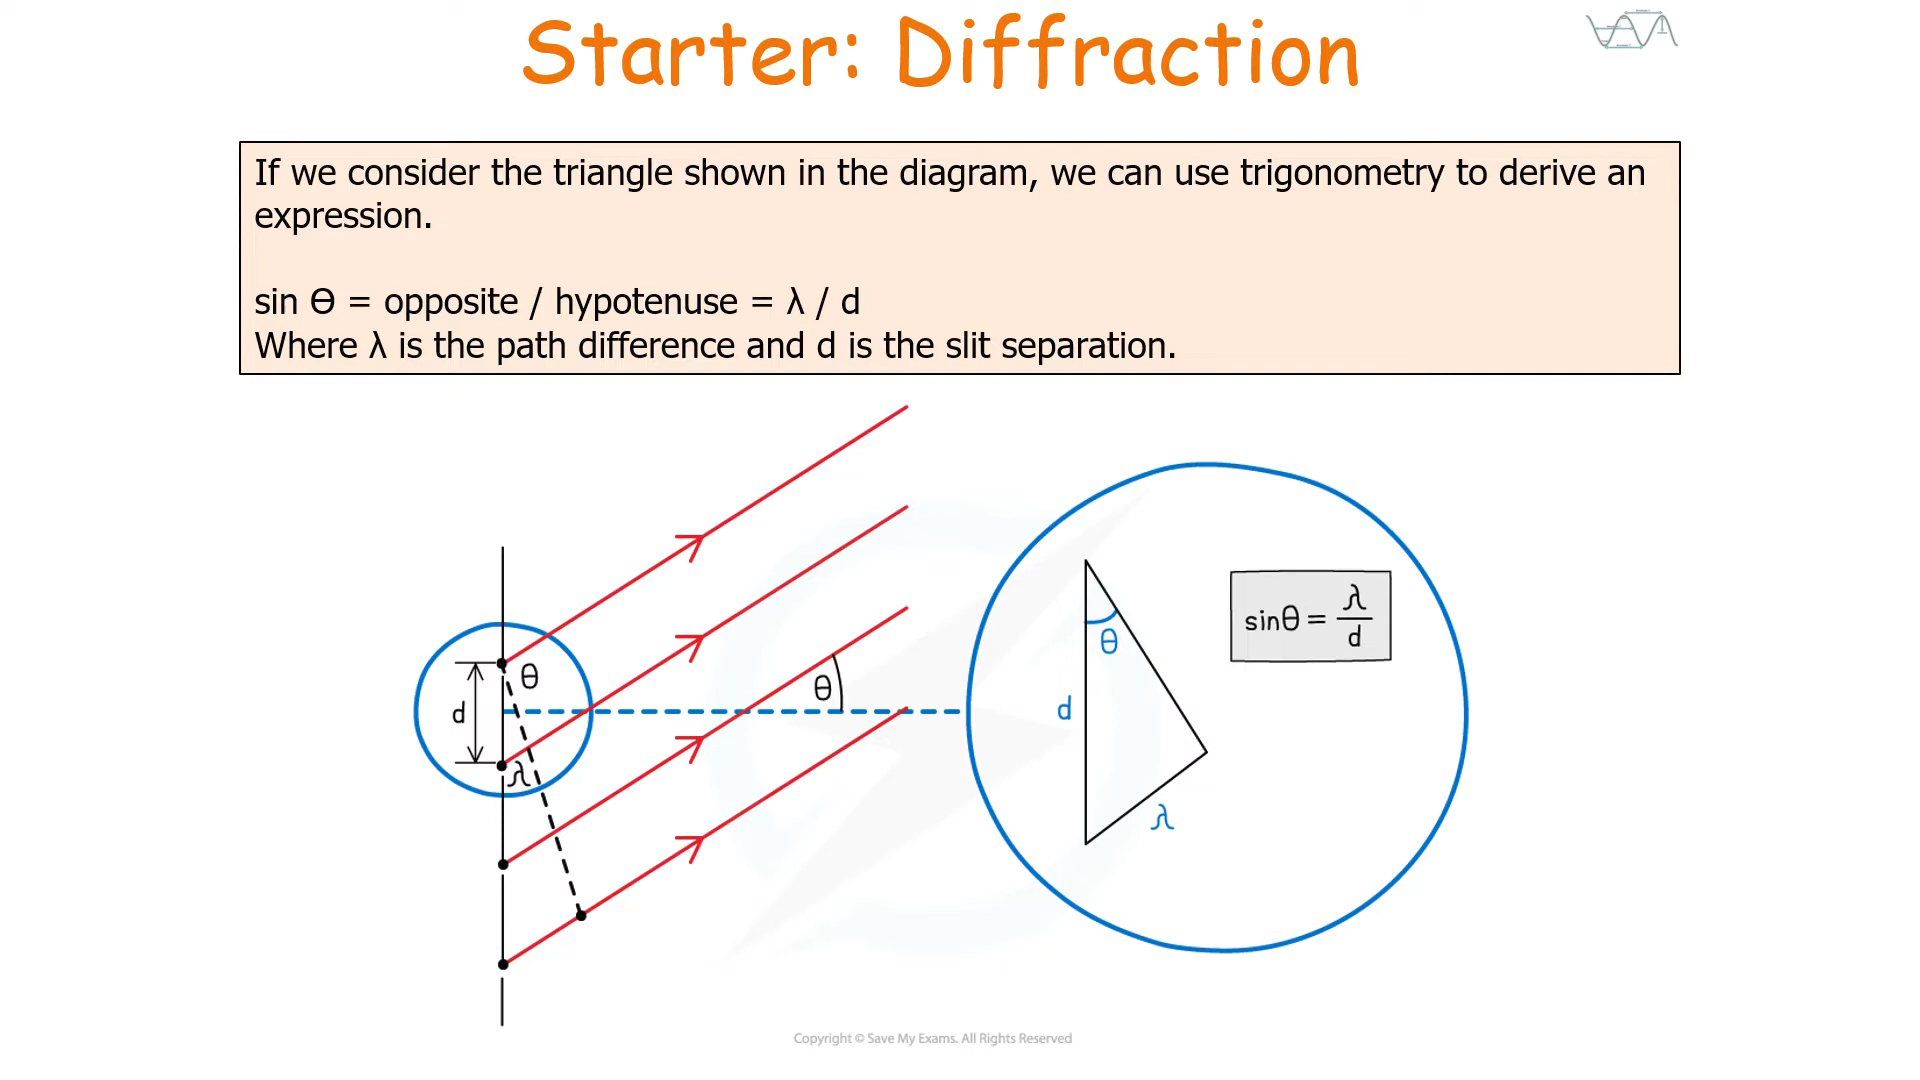 Starter: Diffraction
If we consider the triangle shown in the diagram, we can use trigonometry to derive an
expression.
sin Ɵ = opposite / hypotenuse = λ / d
Where λ is the path difference and d is the slit separation.
θ
d
λ
θ
θ
d
λ
sinθ = λ/d
Copyright © Save My Exams. All Rights Reserved